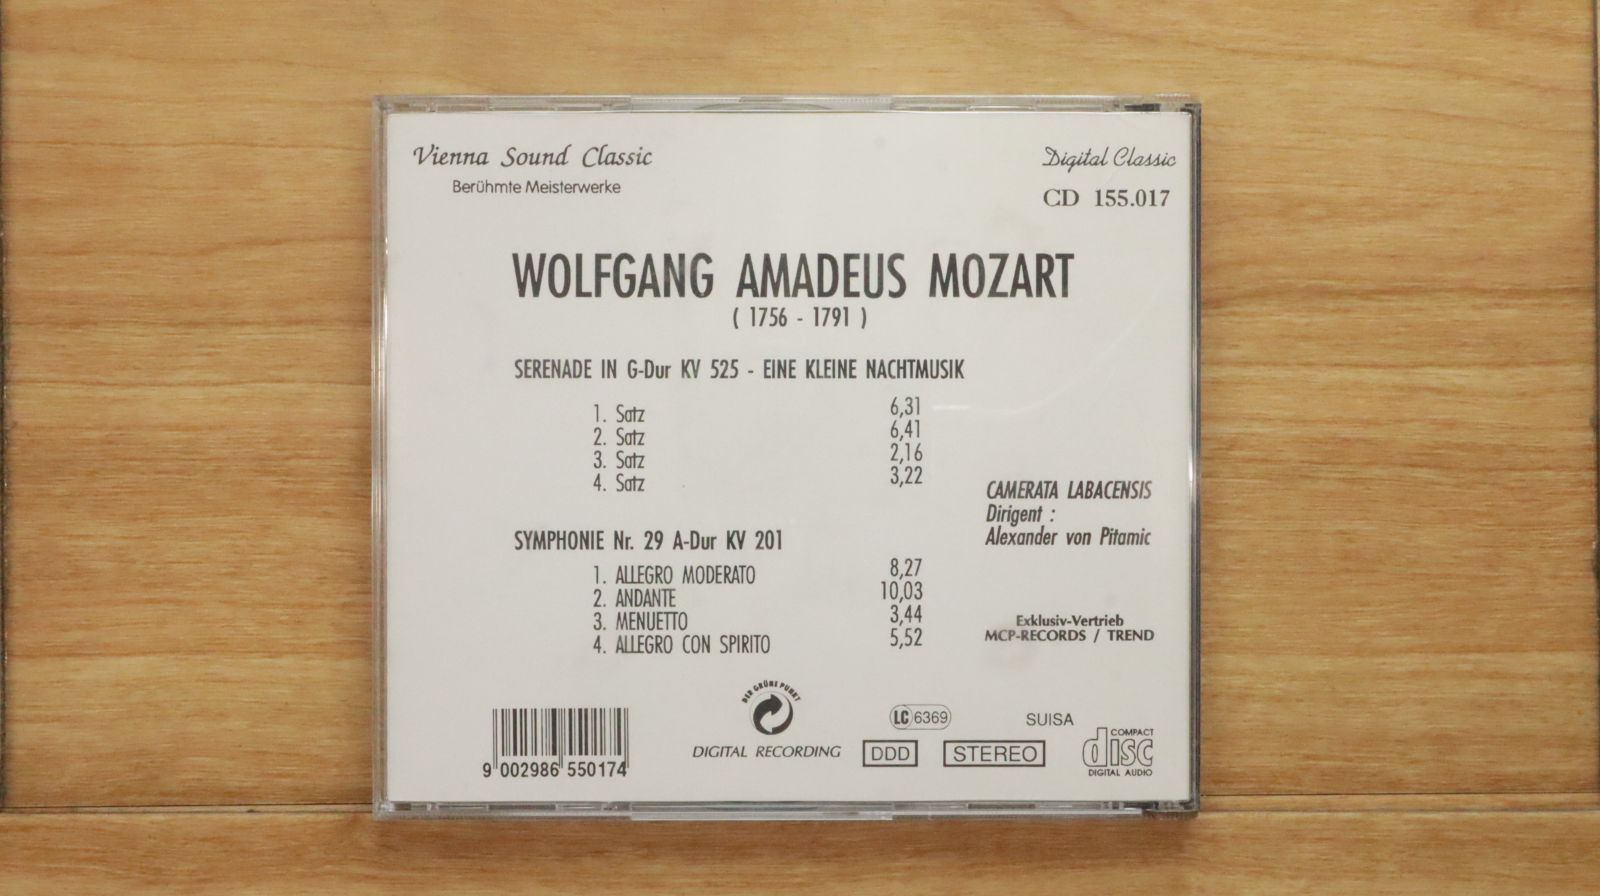 Vienna Sound Classic
Berühmte Meisterwerke
Digital Classic
CD 155.017
WOLFGANG AMADEUS MOZART
( 1756 - 1791 )
SERENADE IN G-Dur KV 525 - EINE KLEINE NACHTMUSIK
1. Satz 6,31
2. Satz 6,41
3. Satz 2,16
4. Satz 3,22
CAMERATA LABACENSIS
Dirigent :
Alexander von Pitamic
SYMPHONIE Nr. 29 A-Dur KV 201
1. ALLEGRO MODERATO 8,27
2. ANDANTE 10,03
3. MENUETTO 3,44
4. ALLEGRO CON SPIRITO 5,52
Exklusiv-Vertrieb
MCP-RECORDS / TREND
9 002986 550174
DER GRÜNE PUNKT
DIGITAL RECORDING
LC 6369
DDD
STEREO
SUISA
COMPACT
disc
DIGITAL AUDIO